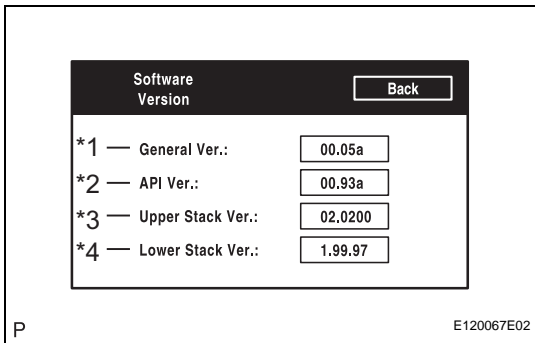 Software
Version
Back
*1 — General Ver.: 00.05a
*2 — API Ver.: 00.93a
*3 — Upper Stack Ver.: 02.0200
*4 — Lower Stack Ver.: 1.99.97
P
E120067E02